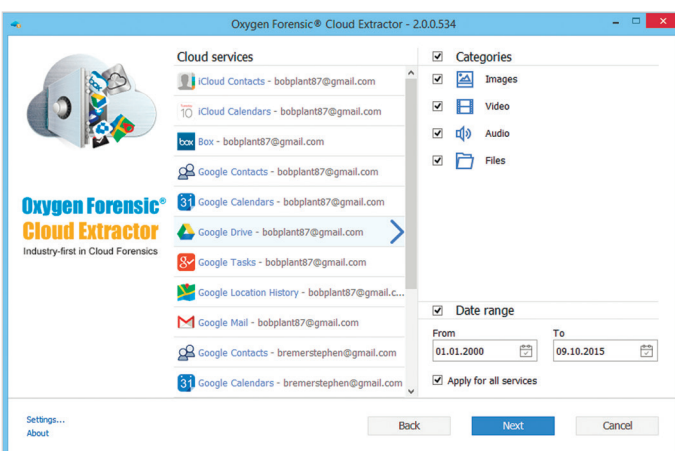 Oxygen Forensic® Cloud Extractor - 2.0.0.534
Cloud services
iCloud Contacts - bobplant87@gmail.com
iCloud Calendars - bobplant87@gmail.com
box Box - bobplant87@gmail.com
Google Contacts - bobplant87@gmail.com
31 Google Calendars - bobplant87@gmail.com
Google Drive - bobplant87@gmail.com
Google Tasks - bobplant87@gmail.com
Google Location History - bobplant87@gmail.c...
Google Mail - bobplant87@gmail.com
Google Contacts - bremerstephen@gmail.com
31 Google Calendars - bremerstephen@gmail.com
Oxygen Forensic®
Cloud Extractor
Industry-first in Cloud Forensics
Categories
Images
Video
Audio
Files
Date range
From To
01.01.2000 09.10.2015
Apply for all services
Settings...
About
Back Next Cancel